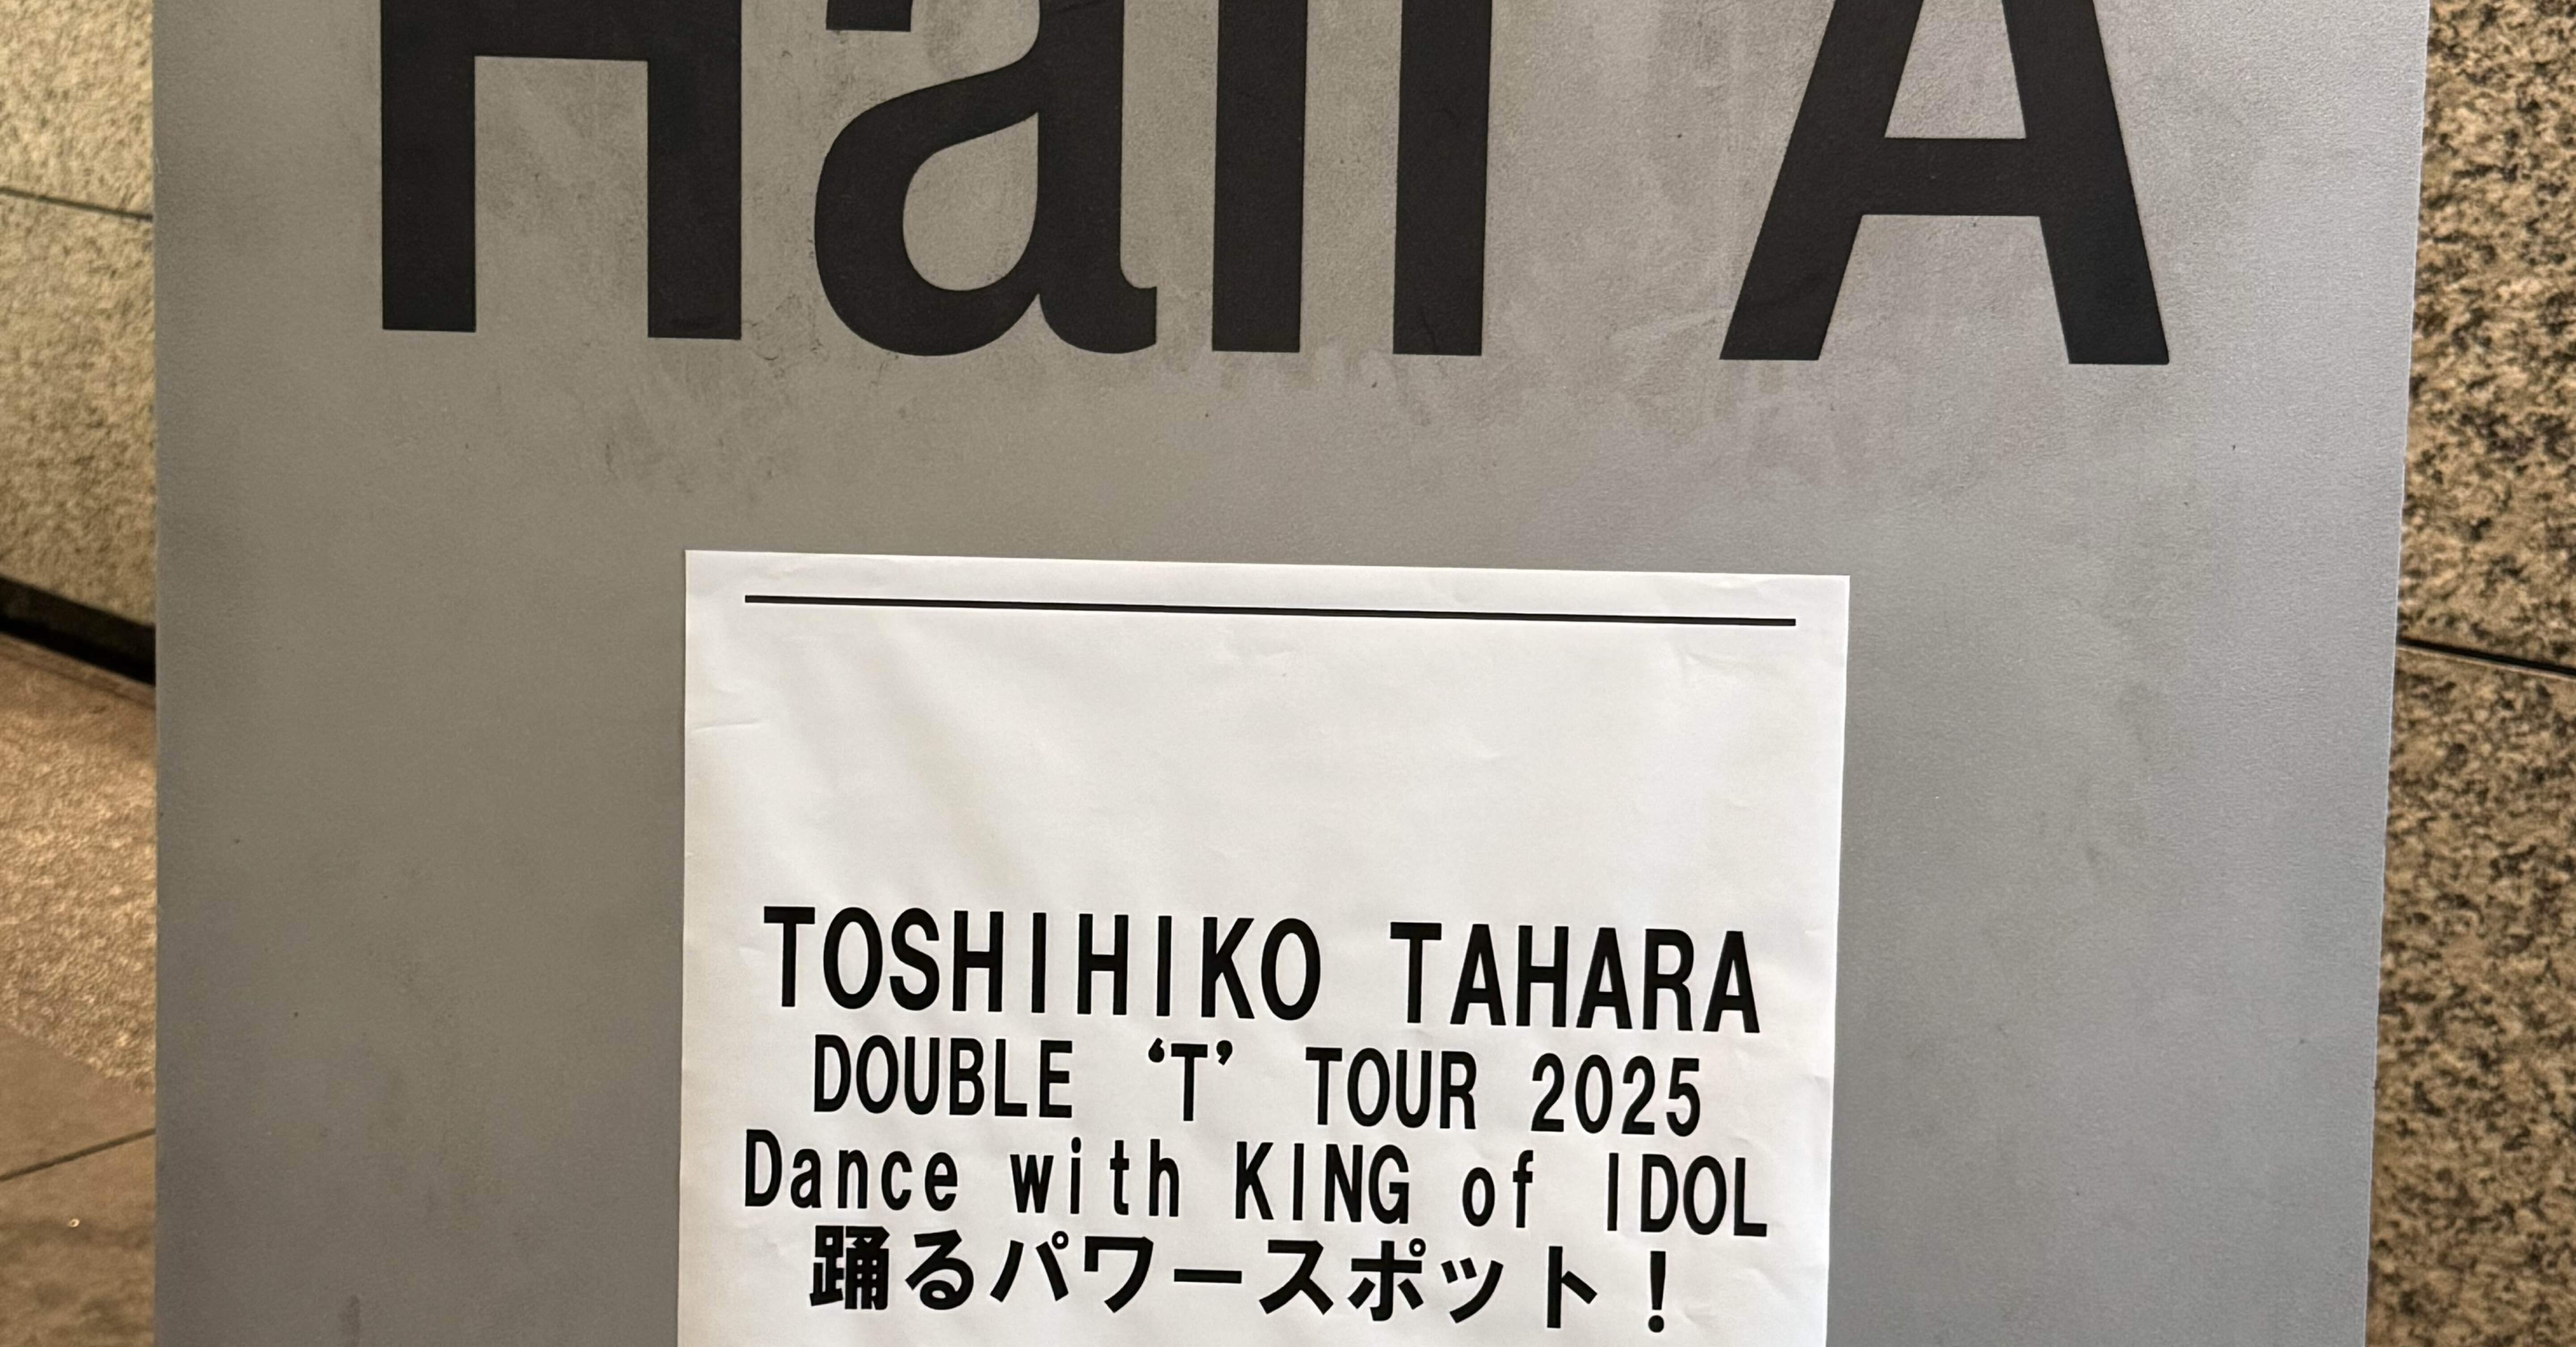 Hall A
TOSHIHIKO TAHARA
DOUBLE ‘T’ TOUR 2025
Dance with KING of IDOL
踊るパワースポット！